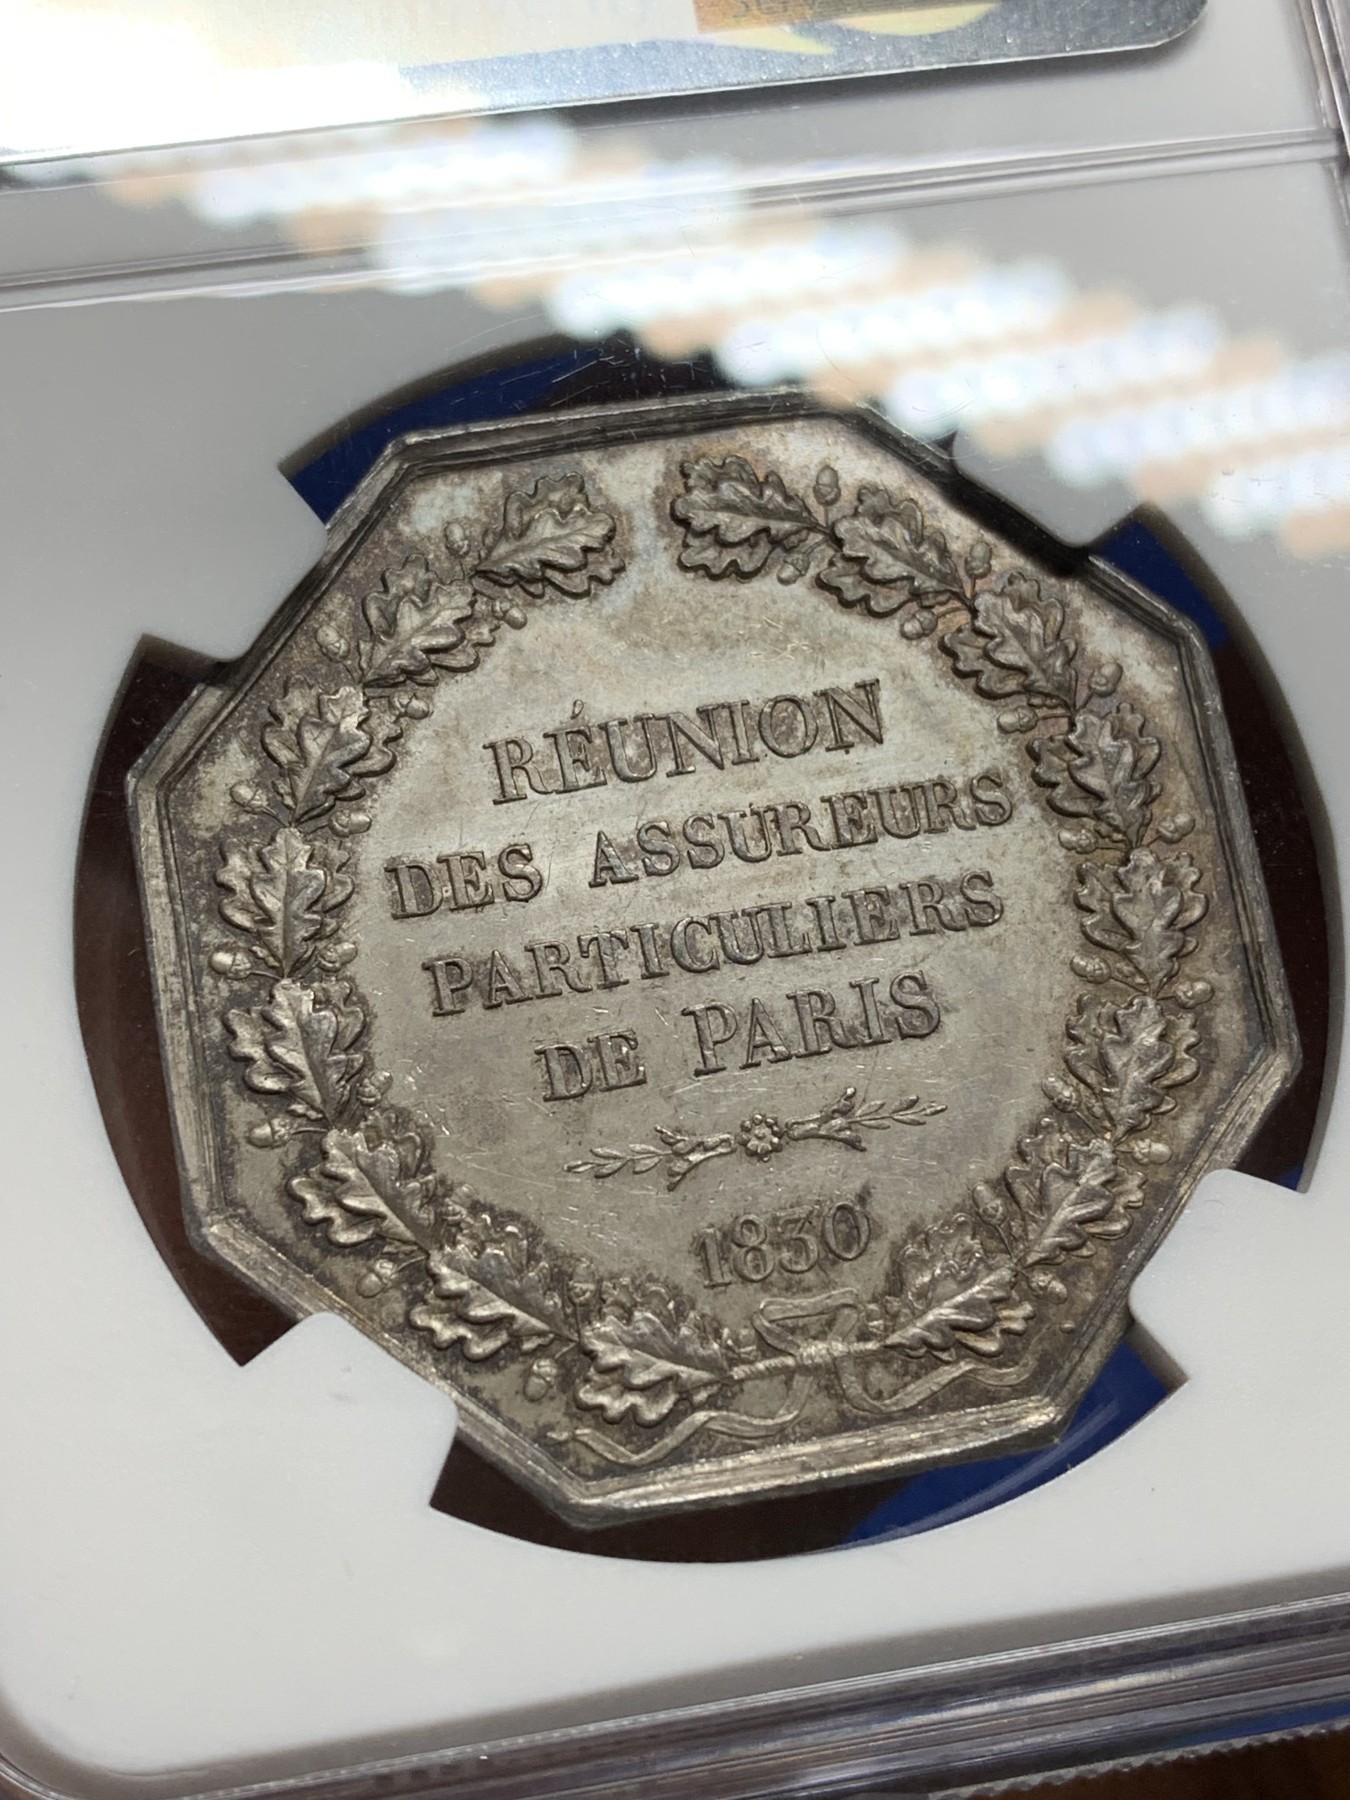 RÉUNION
DES ASSUREURS
PARTICULIERS
DE PARIS
1830